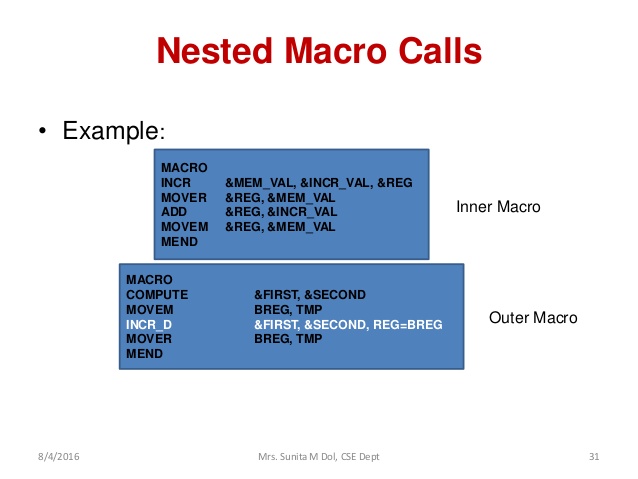 Nested Macro Calls
• Example:
MACRO
INCR &MEM_VAL, &INCR_VAL, &REG
MOVER &REG, &MEM_VAL
ADD &REG, &INCR_VAL
MOVEM &REG, &MEM_VAL
MEND
Inner Macro
MACRO
COMPUTE &FIRST, &SECOND
MOVEM BREG, TMP
INCR_D &FIRST, &SECOND, REG=BREG
MOVER BREG, TMP
MEND
Outer Macro
8/4/2016 Mrs. Sunita M Dol, CSE Dept 31